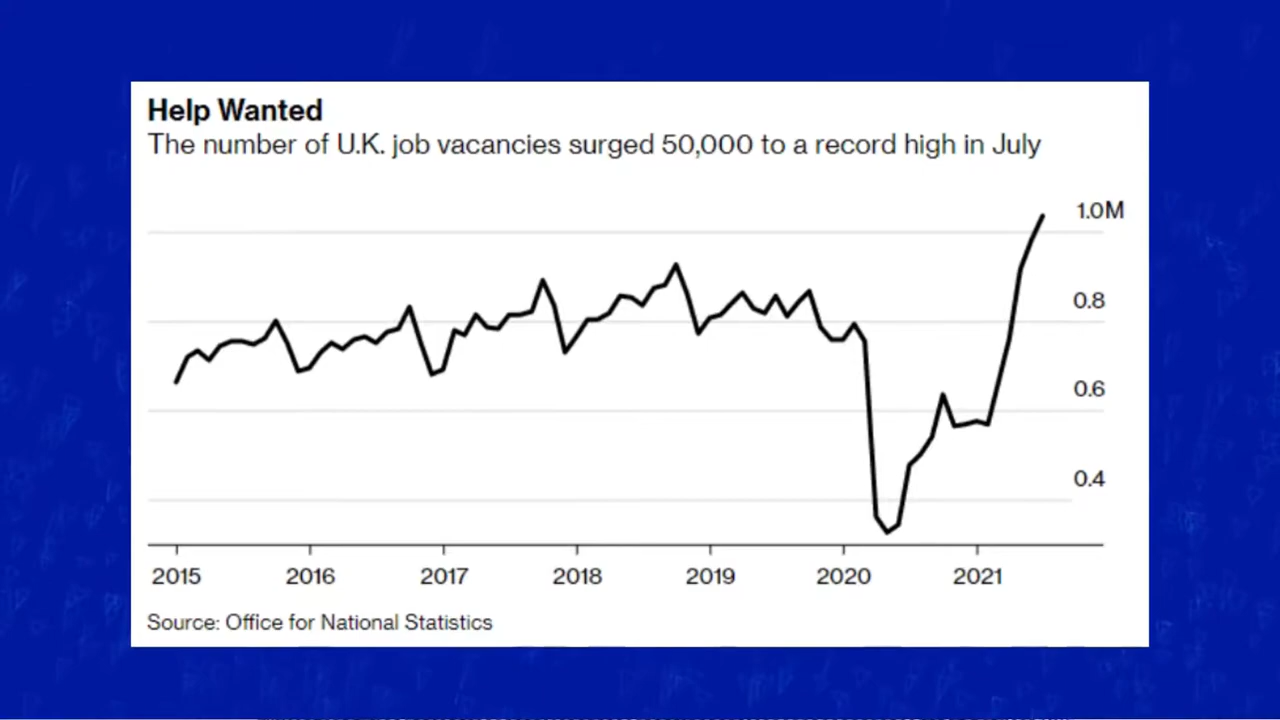 Help Wanted
The number of U.K. job vacancies surged 50,000 to a record high in July
1.0M
0.8
0.6
0.4
2015 2016 2017 2018 2019 2020 2021
Source: Office for National Statistics